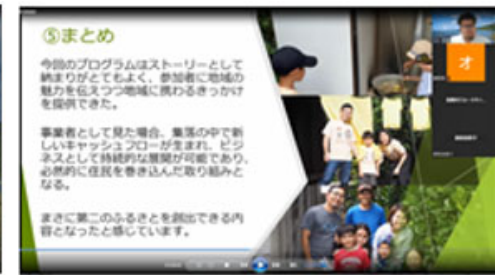 ⑤まとめ
今回のプログラムはストーリーとして
納まりがとてもよく、参加者に地域の
魅力を伝えつつ地域に携わるきっかけ
を提供できた。
事業者として見た場合、集落の中で新
しいキャッシュフローが生まれ、ビジ
ネスとして持続的な展開が可能であり、
必然的に住民を巻き込んだ取り組みと
なる。
まさに第二のふるさとを創出できる内
容となったと感じています。
オ